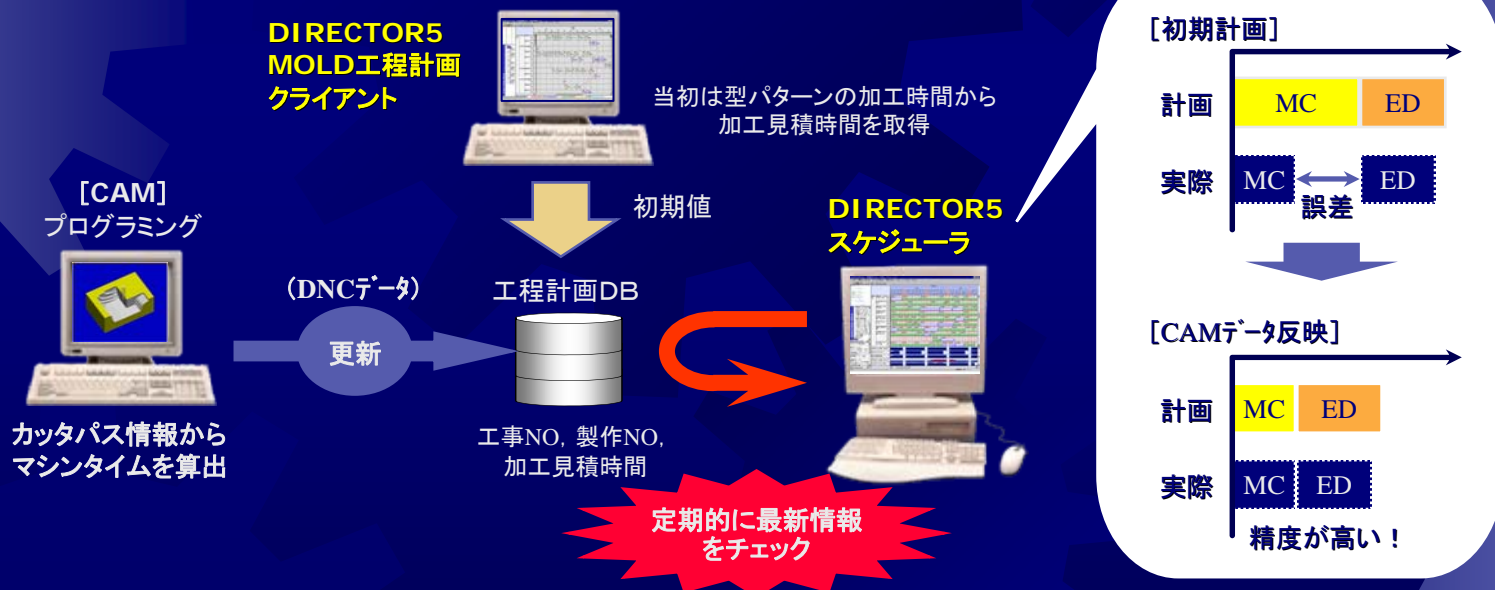 DIRECTOR5
MOLD工程計画
クライアント
当初は型パターンの加工時間から
加工見積時間を取得
初期値
[CAM]
プログラミング
カッタパス情報から
マシンタイムを算出
(DNCﾃﾞｰﾀ)
更新
工程計画DB
工事NO, 製作NO,
加工見積時間
DIRECTOR5
スケジューラ
定期的に最新情報
をチェック
[初期計画]
計画 MC ED
実際 MC ED
誤差
[CAMﾃﾞｰﾀ反映]
計画 MC ED
実際 MC ED
精度が高い！